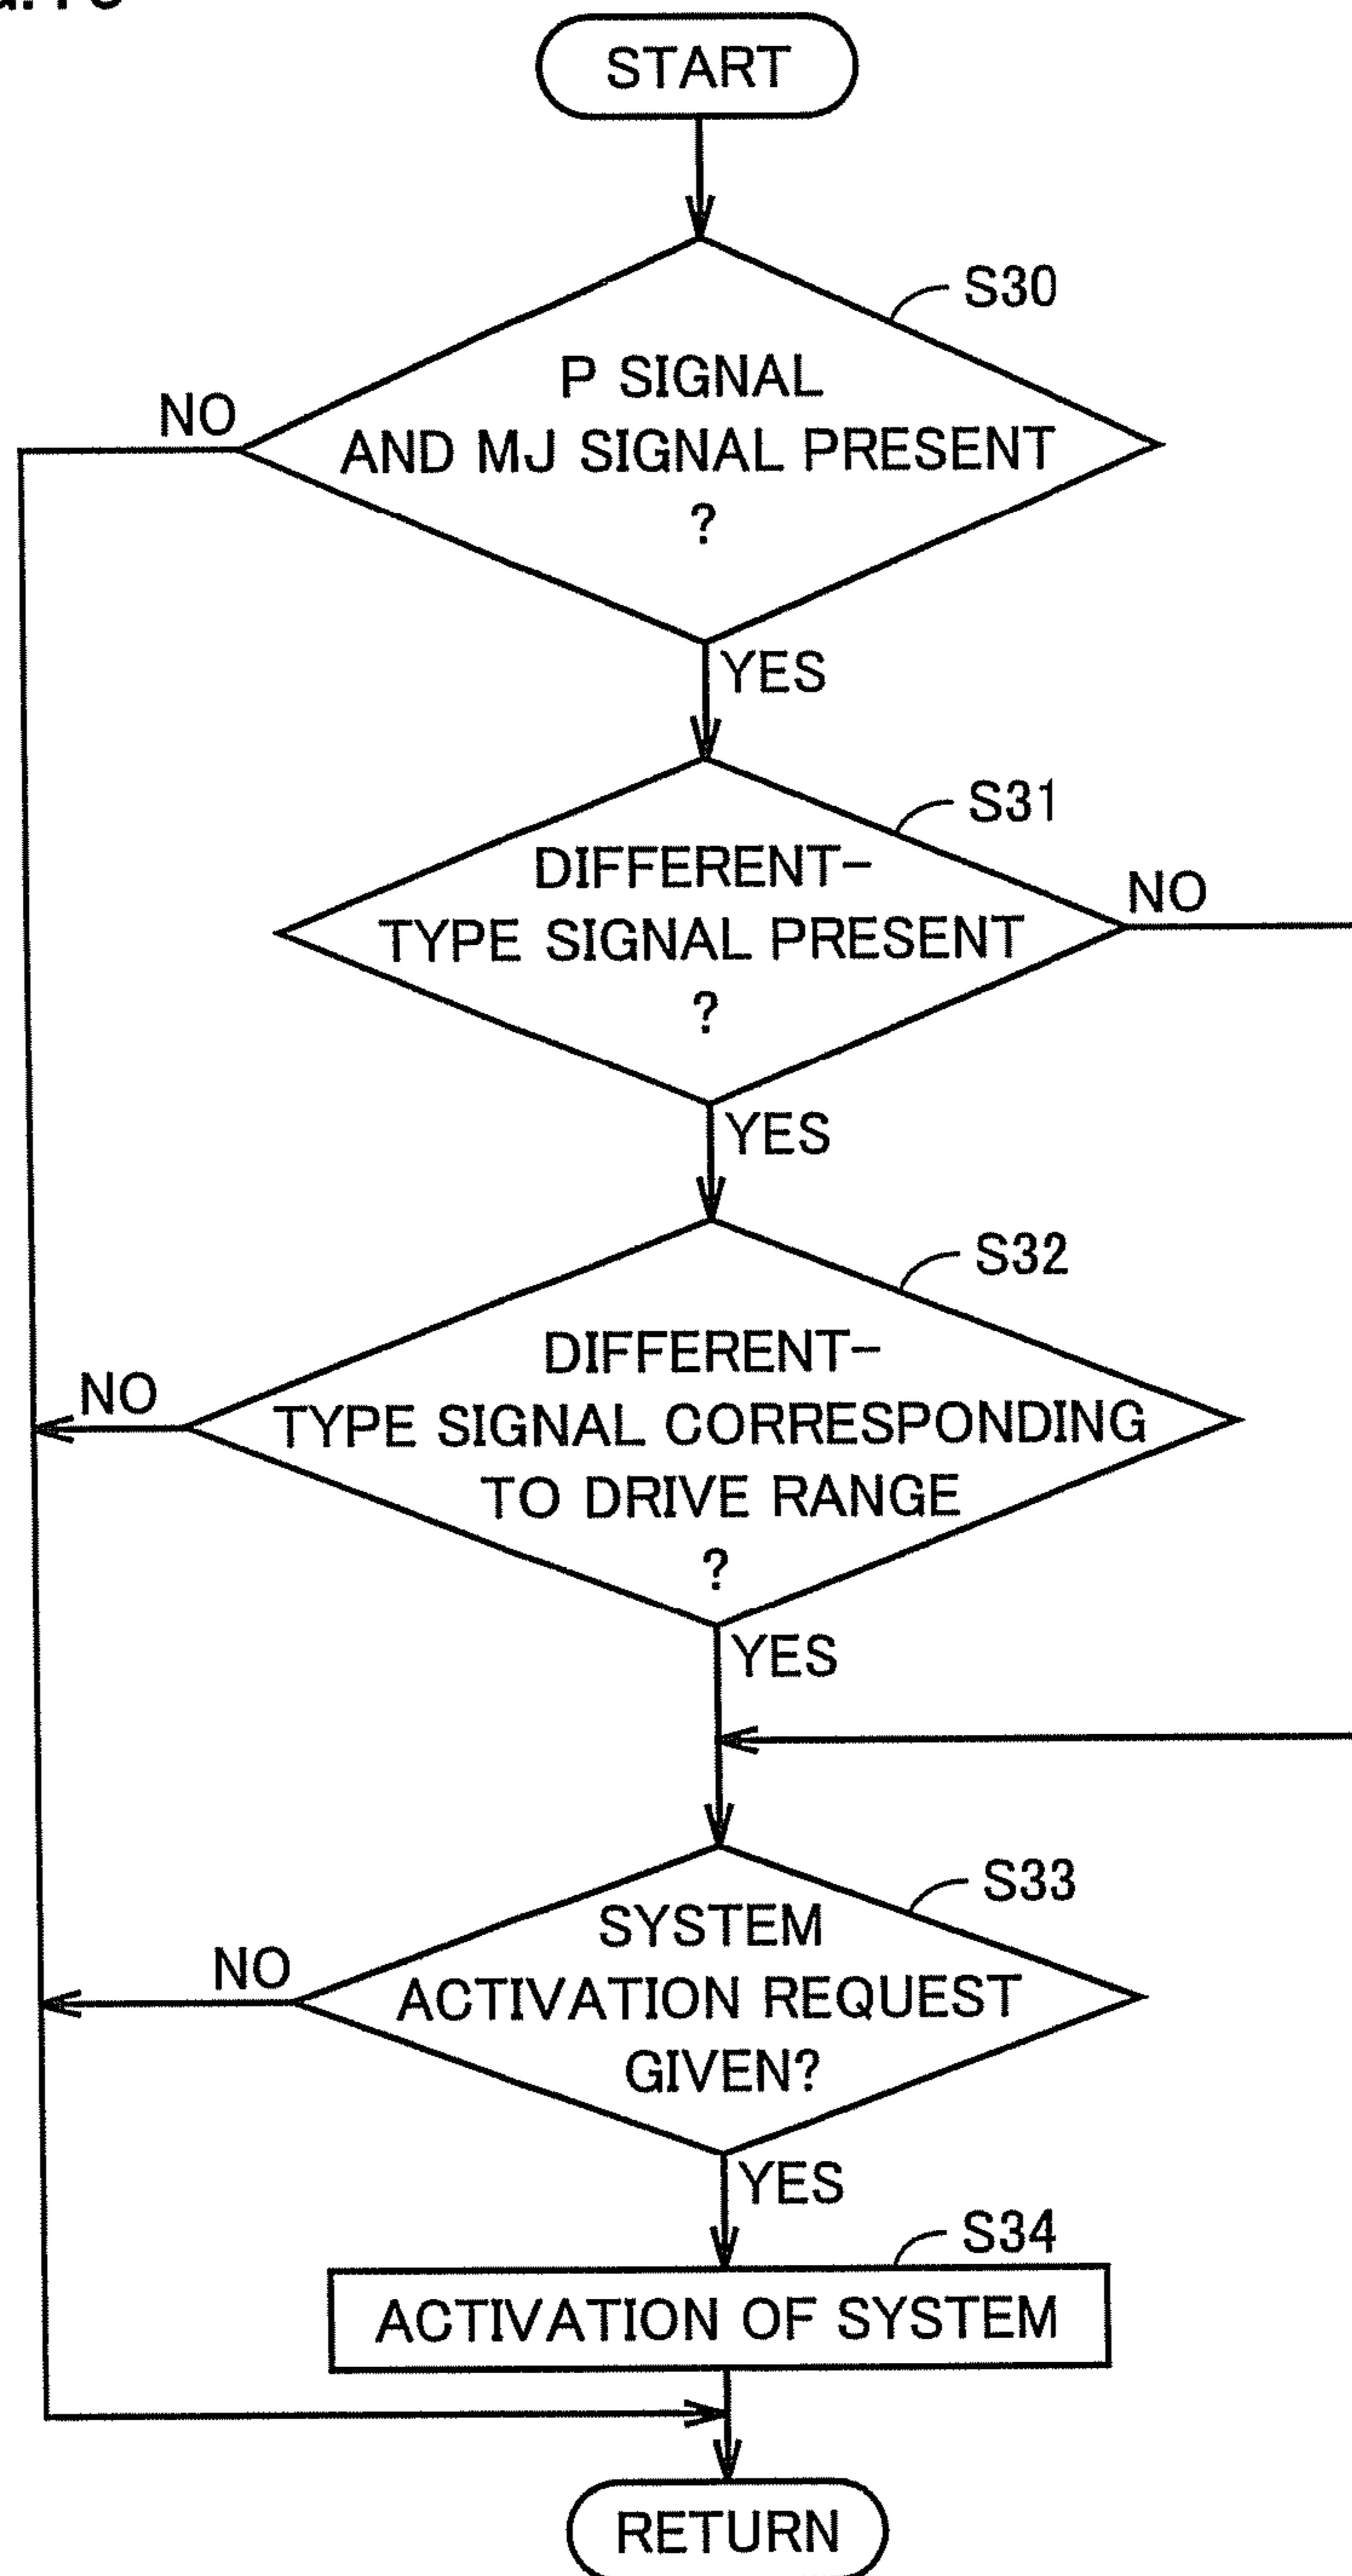 START
S30
P SIGNAL
AND MJ SIGNAL PRESENT
?
NO
YES
S31
DIFFERENT-
TYPE SIGNAL PRESENT
?
NO
YES
S32
DIFFERENT-
TYPE SIGNAL CORRESPONDING
TO DRIVE RANGE
?
NO
YES
S33
SYSTEM
ACTIVATION REQUEST
GIVEN?
NO
YES
S34
ACTIVATION OF SYSTEM
RETURN